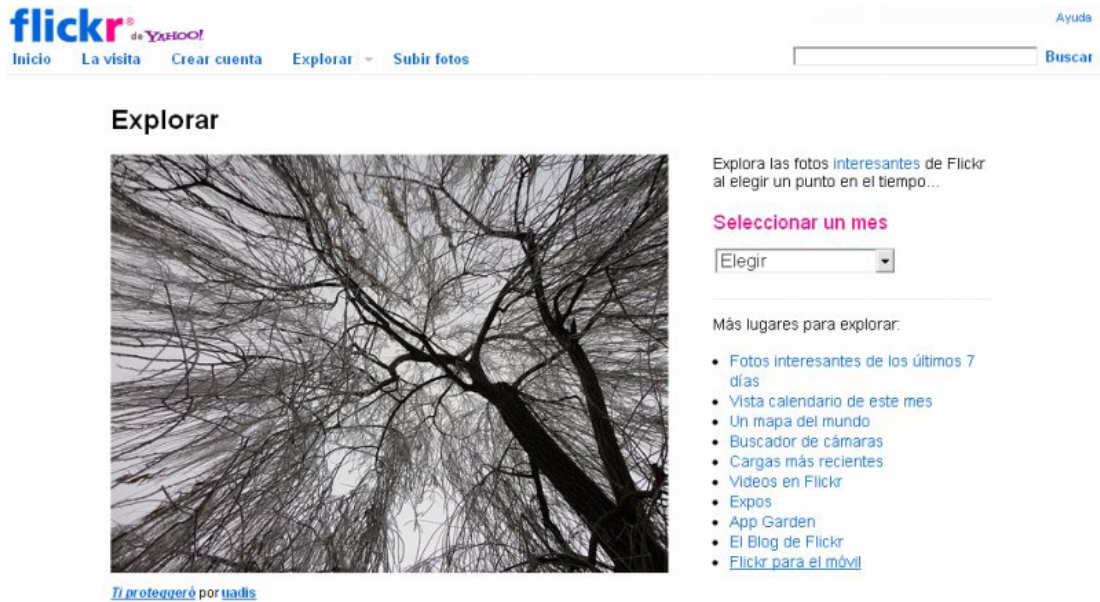 flickr® de YAHOO!
Ayuda
Inicio La visita Crear cuenta Explorar Subir fotos
Buscar
Explorar
Explora las fotos interesantes de Flickr
al elegir un punto en el tiempo...
Seleccionar un mes
Elegir
Más lugares para explorar:
Fotos interesantes de los últimos 7
días
Vista calendario de este mes
Un mapa del mundo
Buscador de cámaras
Cargas más recientes
Videos en Flickr
Expos
App Garden
El Blog de Flickr
Flickr para el móvil
Ti proteggerò por uadis